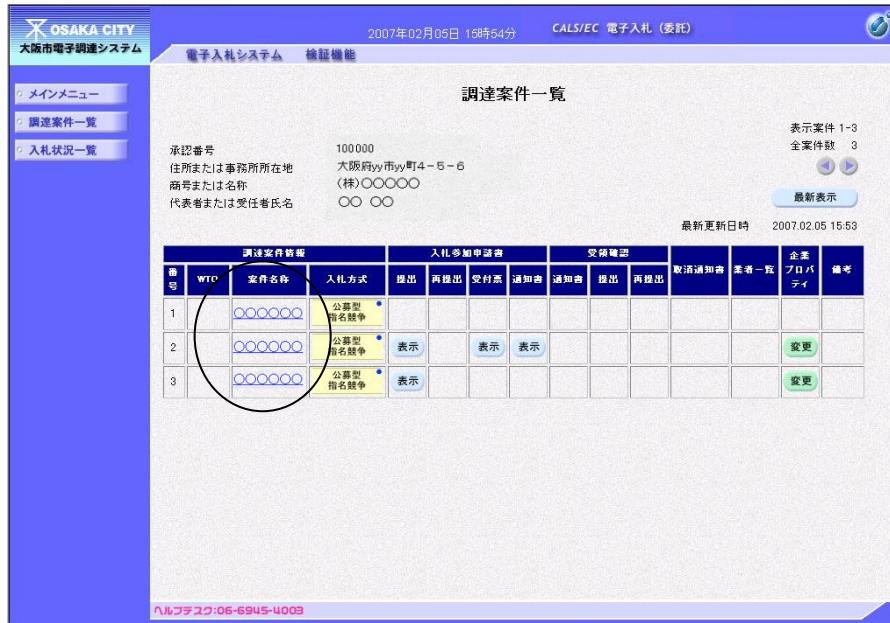 OSAKA CITY
大阪市電子調達システム
2007年02月05日 15時54分
CALS/EC 電子入札（委託）
電子入札システム 検証機能
メインメニュー
調達案件一覧
入札状況一覧
調達案件一覧
表示案件 1-3
全案件数 3
承認番号 100000
住所または事務所所在地 大阪府yy市yy町4-5-6
商号または名称 (株)○○○○○
代表者または受任者氏名 ○○ ○○
最新表示
最新更新日時 2007.02.05 15:53
調達案件情報 入札参加申請書 受領確認 取消通知書 業者一覧 企業プロパティ 備考
番号 WTO 案件名称 入札方式 提出 再提出 受付票 通知書 通知書 提出 再提出
1 ○○○○○○ 公募型指名競争
2 ○○○○○○ 公募型指名競争 表示 表示 表示 変更
3 ○○○○○○ 公募型指名競争 表示 変更
ヘルプデスク:06-6945-4003